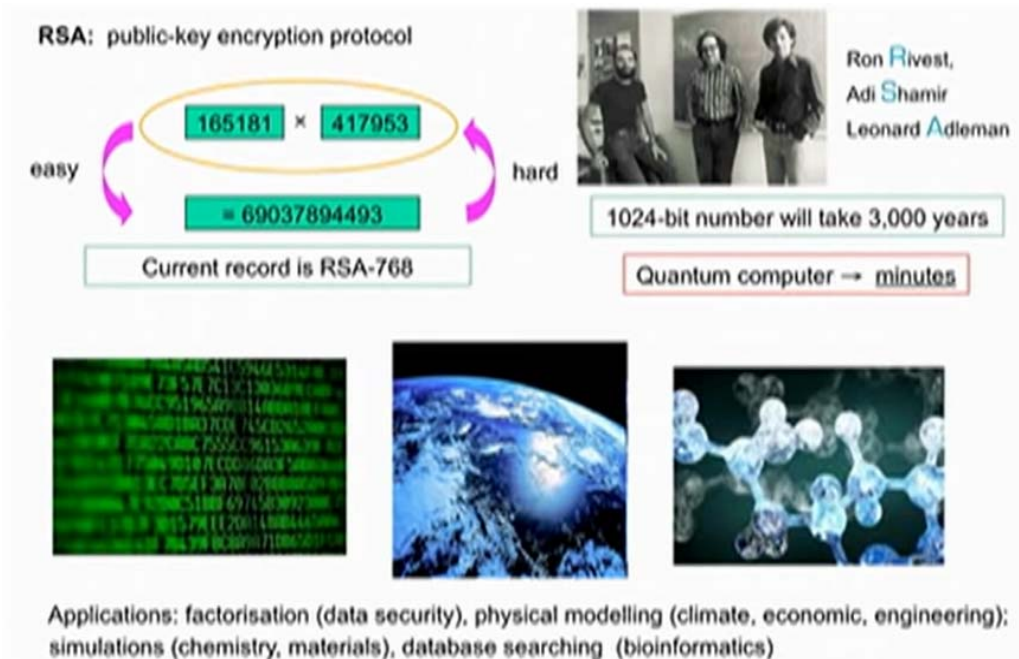 RSA: public-key encryption protocol
165181 × 417953
= 69037894493
easy
hard
Current record is RSA-768
Ron Rivest,
Adi Shamir
Leonard Adleman
1024-bit number will take 3,000 years
Quantum computer → minutes
Applications: factorisation (data security), physical modelling (climate, economic, engineering);
simulations (chemistry, materials), database searching (bioinformatics)